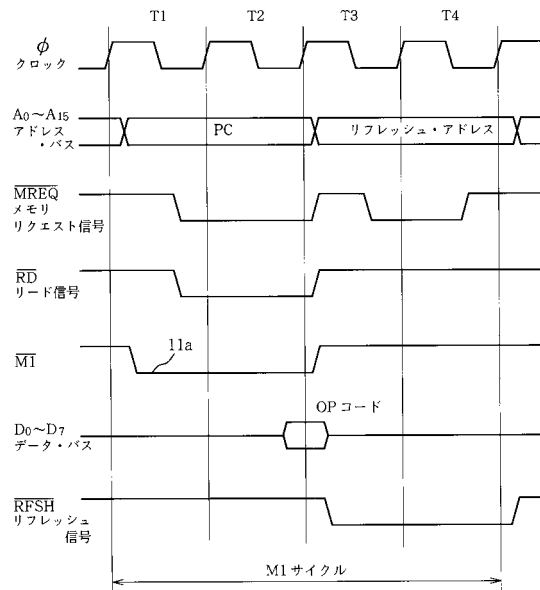 T1 T2 T3 T4
φ
クロック
A0～A15
アドレス
・バス
PC
リフレッシュ・アドレス
MREQ
メモリ
リクエスト信号
RD
リード信号
M1
11a
OPコード
D0～D7
データ・バス
RFSH
リフレッシュ
信号
M1サイクル